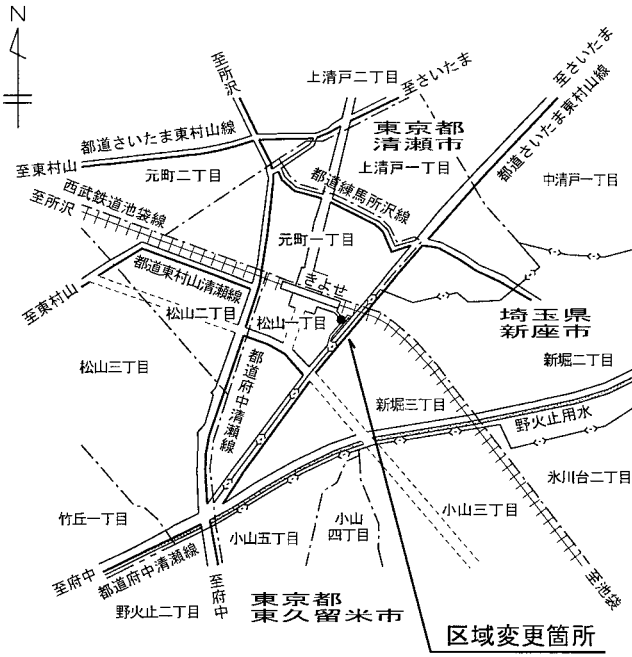 N
至所沢
上清戸二丁目
至さいたま
至さいたま
都道さいたま東村山線
都道さいたま東村山線
東京都
清瀬市
至東村山
元町二丁目
上清戸一丁目
中清戸一丁目
都道練馬所沢線
西武鉄道池袋線
至所沢
元町一丁目
きよせ
都道東村山清瀬線
至東村山
松山二丁目
松山一丁目
埼玉県
新座市
松山三丁目
都道府中清瀬線
新堀二丁目
新堀三丁目
野火止用水
氷川台二丁目
竹丘一丁目
小山五丁目
小山
四丁目
小山三丁目
至府中
都道府中清瀬線
至府中
至池袋
野火止二丁目
東京都
東久留米市
区域変更箇所